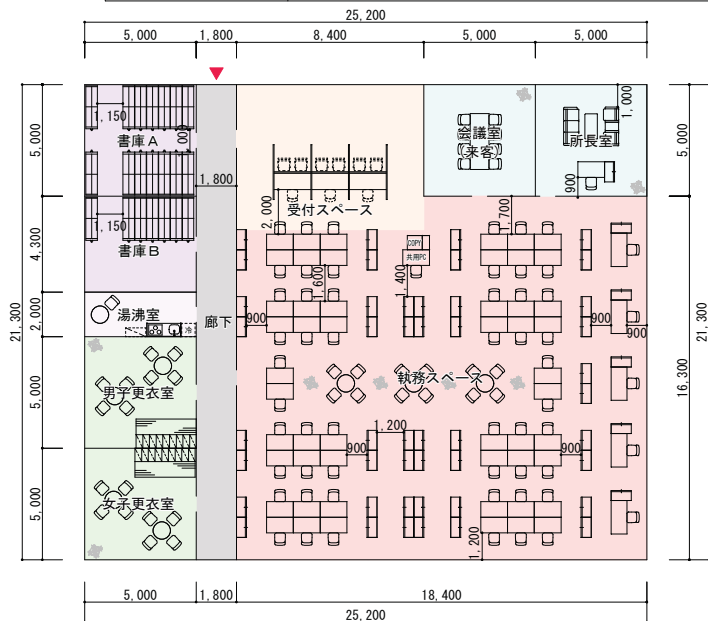 25,200
5,000
1,800
8,400
5,000
5,000
1,150
書庫A
1,800
1,150
書庫B
会議室
(来客)
所長室
1,000
900
2,000
受付スペース
1,700
COPY
共用PC
1,600
1,400
湯沸室
冷
廊下
900
900
900
男子更衣室
執務スペース
1,200
900
900
女子更衣室
1,200
5,000
4,300
2,000
5,000
5,000
21,300
5,000
16,300
21,300
5,000
1,800
18,400
25,200